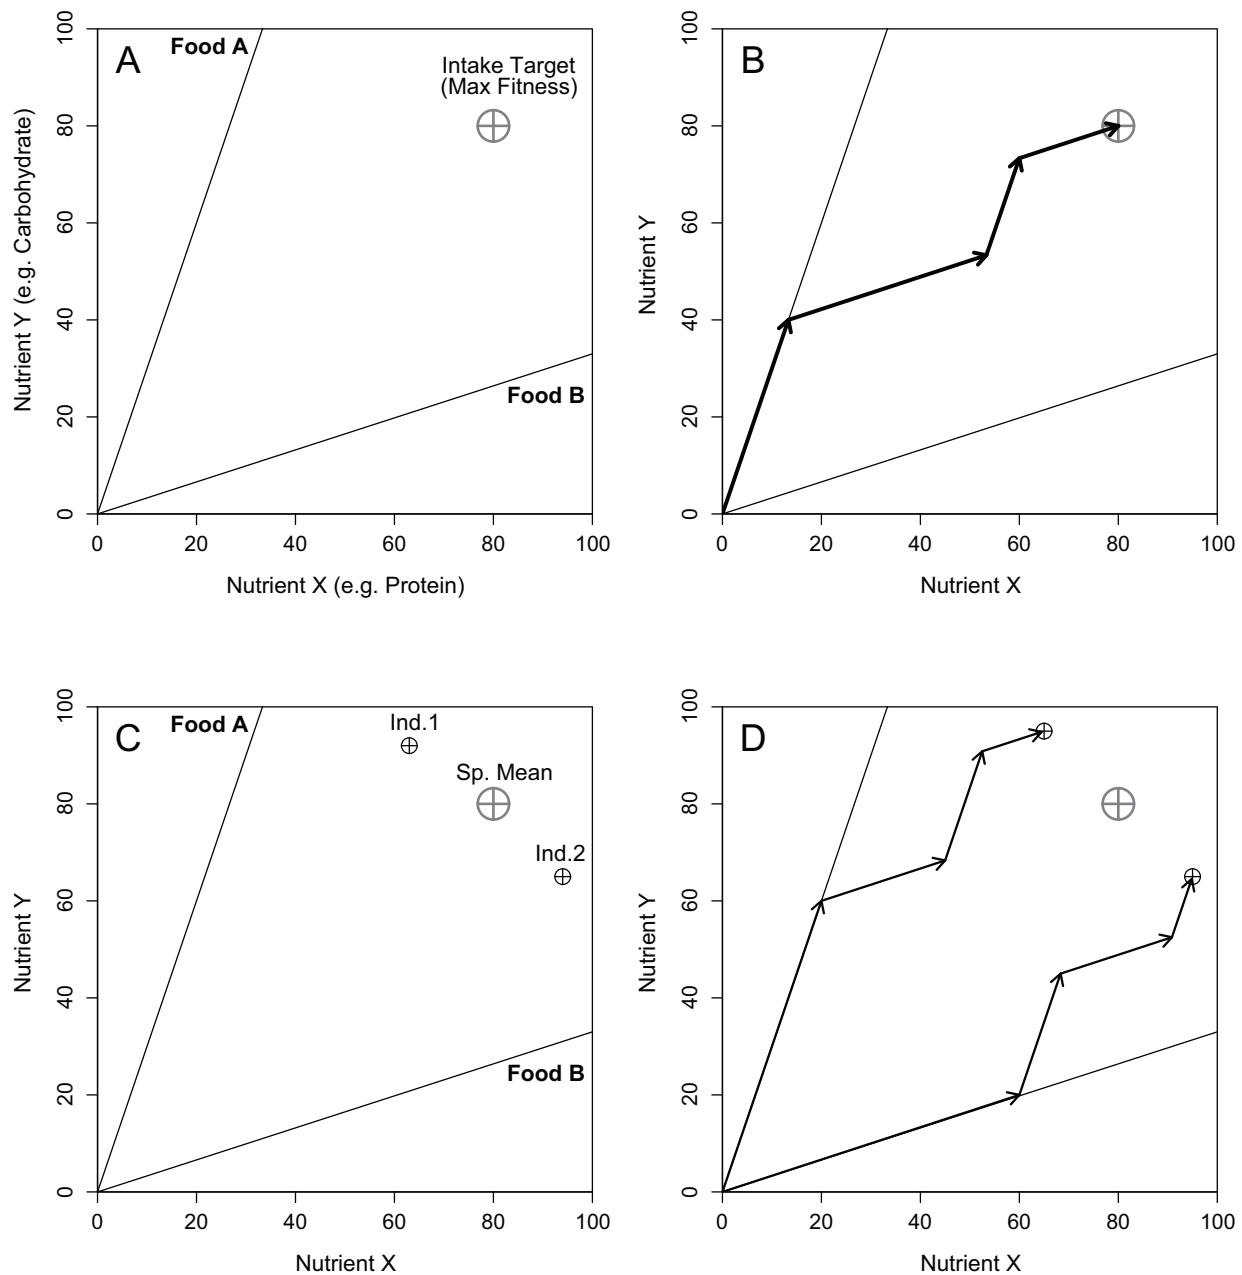 A
Food A
Intake Target
(Max Fitness)
Food B
Nutrient Y (e.g. Carbohydrate)
0
20
40
60
80
100
0
20
40
60
80
100
Nutrient X (e.g. Protein)
B
Nutrient Y
0
20
40
60
80
100
0
20
40
60
80
100
Nutrient X
C
Food A
Ind.1
Sp. Mean
Ind.2
Food B
Nutrient Y
0
20
40
60
80
100
0
20
40
60
80
100
Nutrient X
D
Nutrient Y
0
20
40
60
80
100
0
20
40
60
80
100
Nutrient X